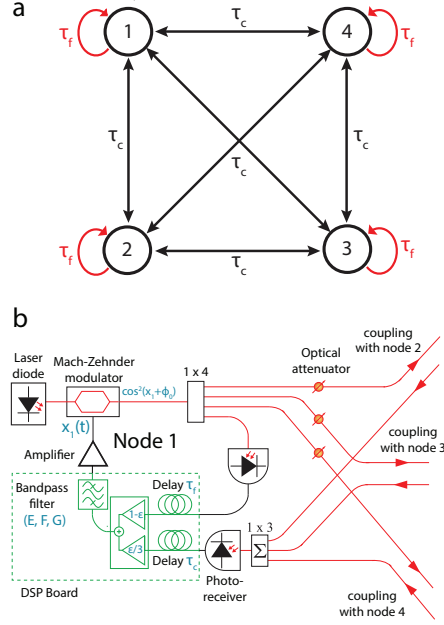 a
τf
1
τc
4
τf
τc
τc
τc
τc
τf
2
τc
3
τf
b
Laser
diode
Mach-Zehnder
modulator
cos²(x₁+ϕ₀)
1 x 4
Optical
attenuator
coupling
with node 2
x₁(t)
Node 1
Amplifier
coupling
with node 3
Bandpass
filter
(E, F, G)
Delay τf
1-ε
+
ε/3
Delay τc
1 x 3
Σ
Photo-
receiver
DSP Board
coupling
with node 4